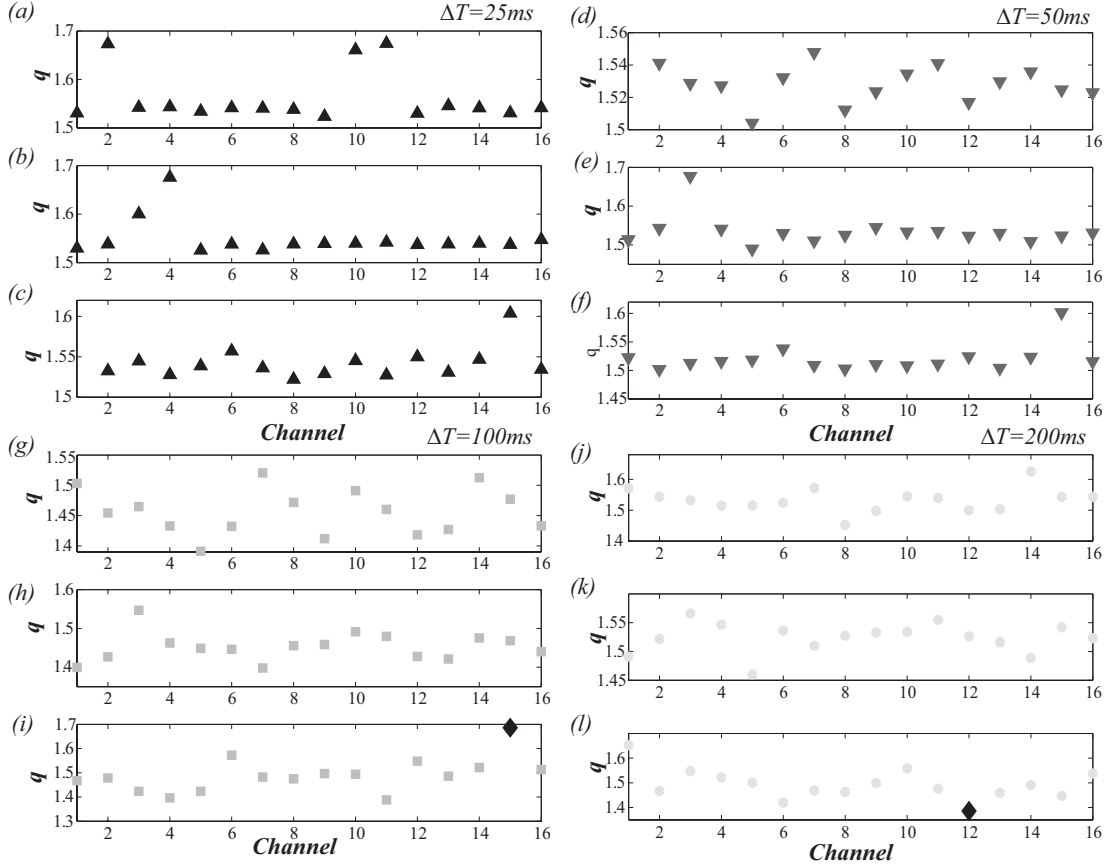 (a) ΔT=25ms
q
1.7
1.6
1.5
2 4 6 8 10 12 14 16
(b)
q
1.7
1.6
1.5
2 4 6 8 10 12 14 16
(c)
q
1.6
1.55
1.5
2 4 6 8 10 12 14 16
Channel
(d) ΔT=50ms
q
1.56
1.54
1.52
1.5
2 4 6 8 10 12 14 16
(e)
q
1.7
1.6
1.5
2 4 6 8 10 12 14 16
(f)
q
1.6
1.55
1.5
1.45
2 4 6 8 10 12 14 16
Channel
(g) ΔT=100ms
q
1.55
1.5
1.45
1.4
2 4 6 8 10 12 14 16
(h)
q
1.6
1.5
1.4
2 4 6 8 10 12 14 16
(i)
q
1.7
1.6
1.5
1.4
1.3
2 4 6 8 10 12 14 16
Channel
(j) ΔT=200ms
q
1.6
1.5
1.4
2 4 6 8 10 12 14 16
(k)
q
1.55
1.5
1.45
2 4 6 8 10 12 14 16
(l)
q
1.6
1.5
1.4
2 4 6 8 10 12 14 16
Channel